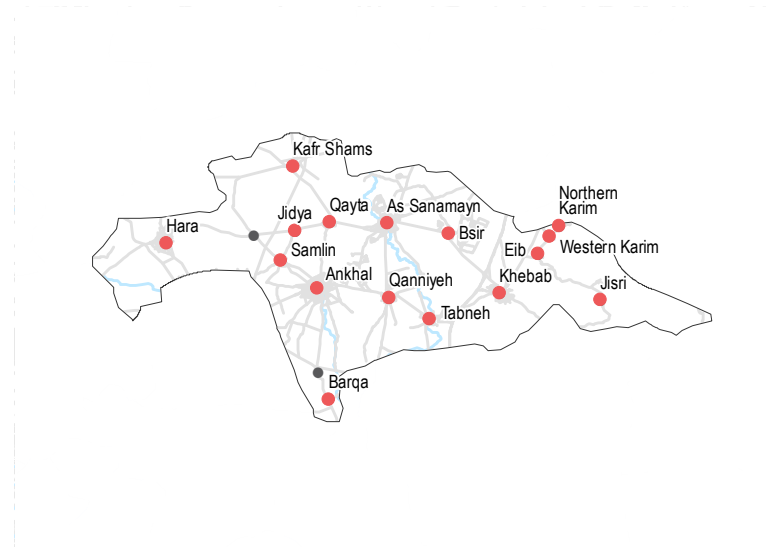 Kafr Shams
Northern
Karim
Qayta
As Sanamayn
Jidya
Hara
Bsir
Eib
Western Karim
Samlin
Ankhal
Qanniyeh
Khebab
Jisri
Tabneh
Barqa